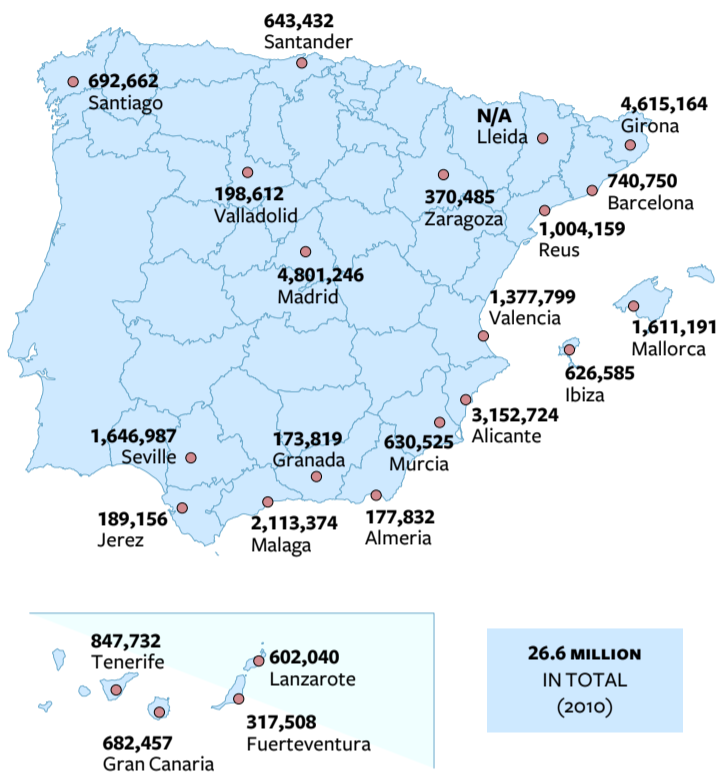 643,432
Santander
692,662
Santiago
N/A
Lleida
4,615,164
Girona
198,612
Valladolid
370,485
Zaragoza
740,750
Barcelona
1,004,159
Reus
4,801,246
Madrid
1,377,799
Valencia
1,611,191
Mallorca
626,585
Ibiza
3,152,724
Alicante
1,646,987
Seville
173,819
Granada
630,525
Murcia
189,156
Jerez
2,113,374
Malaga
177,832
Almeria
847,732
Tenerife
602,040
Lanzarote
317,508
Fuerteventura
682,457
Gran Canaria
26.6 MILLION
IN TOTAL
(2010)